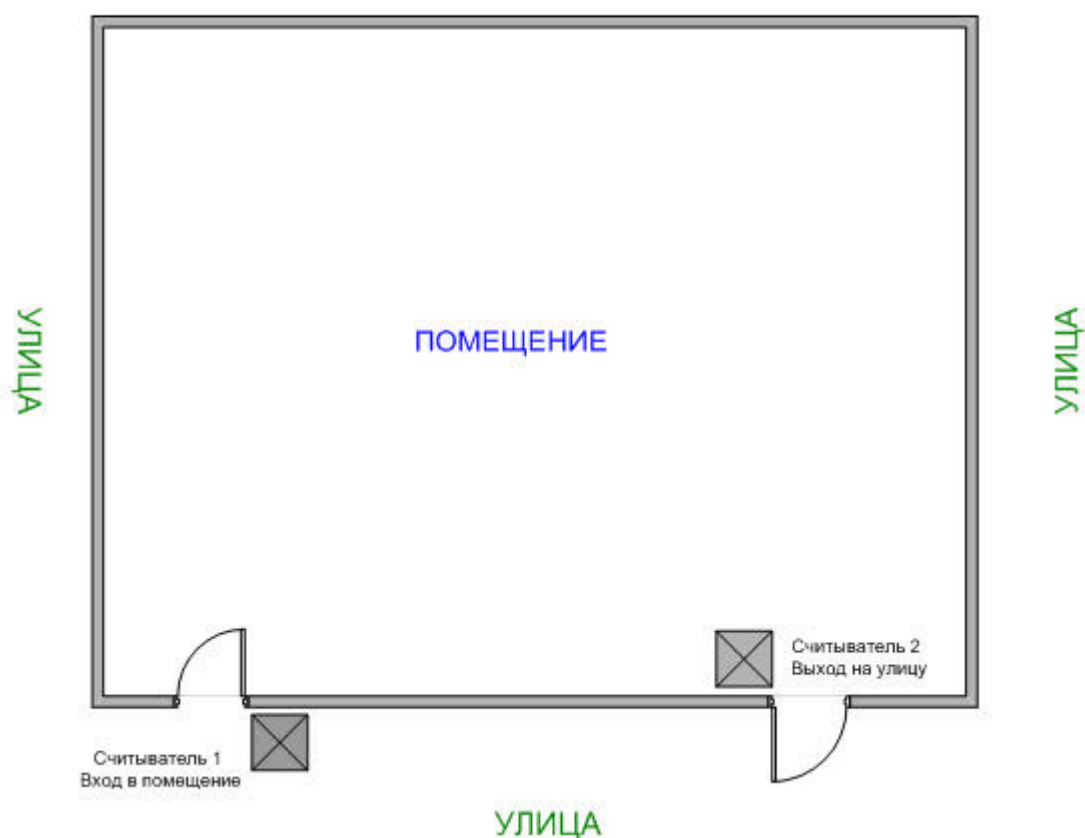 УЛИЦА
ПОМЕЩЕНИЕ
УЛИЦА
Считыватель 2
Выход на улицу
Считыватель 1
Вход в помещение
УЛИЦА